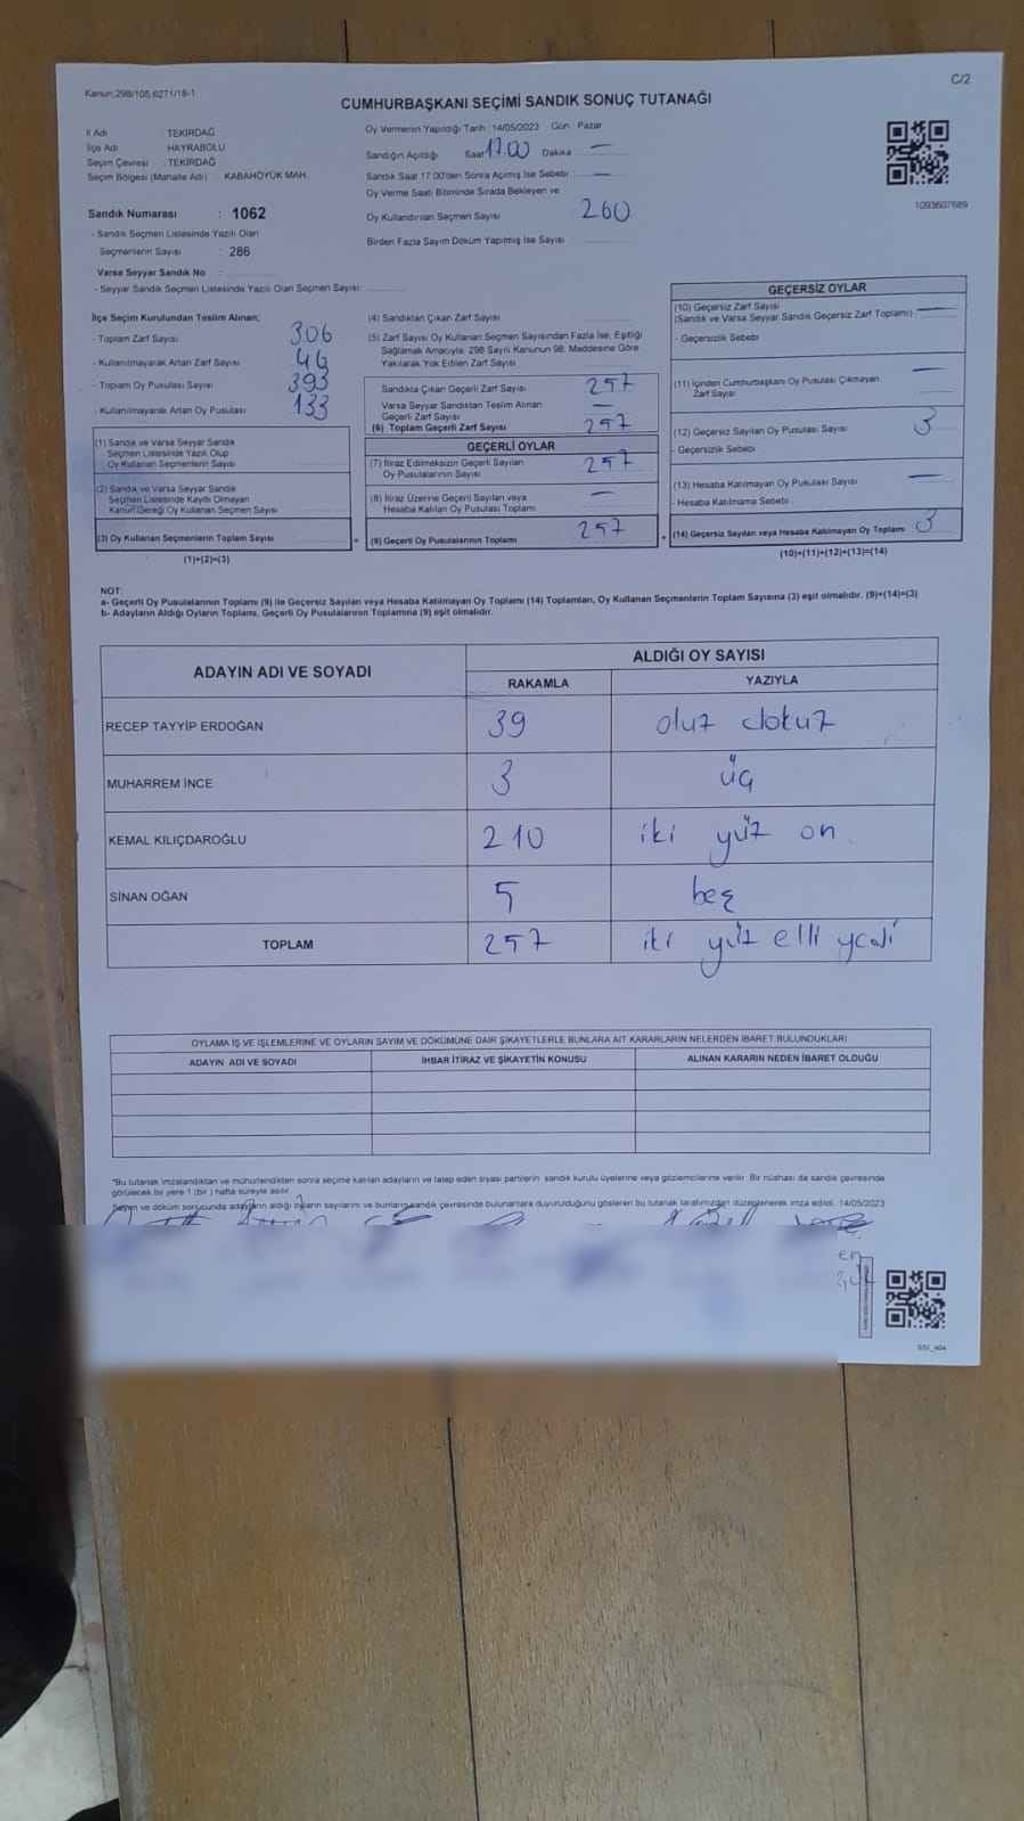 Kanun:298/105,6271/18-1
C/2
CUMHURBAŞKANI SEÇİMİ SANDIK SONUÇ TUTANAĞI
İl Adı TEKİRDAĞ
İlçe Adı HAYRABOLU
Seçim Çevresi : TEKİRDAĞ
Seçim Bölgesi (Mahalle Adı) KABAHÖYÜK MAH.
Sandık Numarası : 1062
- Sandık Seçmen Listesinde Yazılı Olan
Seçmenlerin Sayısı : 286
Varsa Seyyar Sandık No :
- Seyyar Sandık Seçmen Listesinde Yazılı Olan Seçmen Sayısı:
Oy Vermenin Yapıldığı Tarih :14/05/2023 Gün : Pazar
Sandığın Açıldığı Saat 17.00 Dakika —
Sandık Saat 17.00'den Sonra Açılmış İse Sebebi: —
Oy Verme Saati Bitiminde Sırada Bekleyen ve
Oy Kullandırılan Seçmen Sayısı 260
Birden Fazla Sayım Döküm Yapılmış İse Sayısı
1093607689
İlçe Seçim Kurulundan Teslim Alınan;
- Toplam Zarf Sayısı 306
- Kullanılmayarak Artan Zarf Sayısı 46
- Toplam Oy Pusulası Sayısı 393
- Kullanılmayarak Artan Oy Pusulası 133
(1) Sandık ve Varsa Seyyar Sandık
Seçmen Listesinde Yazılı Olup
Oy Kullanan Seçmenlerin Sayısı
(2) Sandık ve Varsa Seyyar Sandık
Seçmen Listesinde Kayıtlı Olmayan
Kanun Gereği Oy Kullanan Seçmen Sayısı
(3) Oy Kullanan Seçmenlerin Toplam Sayısı
(1)+(2)=(3)
(4) Sandıktan Çıkan Zarf Sayısı
(5) Zarf Sayısı Oy Kullanan Seçmen Sayısından Fazla İse, Eşitliği
Sağlamak Amacıyla; 298 Sayılı Kanunun 98. Maddesine Göre
Yakılarak Yok Edilen Zarf Sayısı
Sandıkta Çıkan Geçerli Zarf Sayısı 257
Varsa Seyyar Sandıktan Teslim Alınan
Geçerli Zarf Sayısı —
(6) Toplam Geçerli Zarf Sayısı 257
GEÇERLİ OYLAR
(7) İtiraz Edilmeksizin Geçerli Sayılan
Oy Pusulalarının Sayısı 257
(8) İtiraz Üzerine Geçerli Sayılan veya
Hesaba Katılan Oy Pusulası Toplamı —
(9) Geçerli Oy Pusulalarının Toplamı 257
GEÇERSİZ OYLAR
(10) Geçersiz Zarf Sayısı
(Sandık ve Varsa Seyyar Sandık Geçersiz Zarf Toplamı) —
- Geçersizlik Sebebi
(11) İçinden Cumhurbaşkanı Oy Pusulası Çıkmayan
Zarf Sayısı —
(12) Geçersiz Sayılan Oy Pusulası Sayısı 3
- Geçersizlik Sebebi
(13) Hesaba Katılmayan Oy Pusulası Sayısı —
- Hesaba Katılmama Sebebi
(14) Geçersiz Sayılan veya Hesaba Katılmayan Oy Toplamı 3
(10)+(11)+(12)+(13)=(14)
NOT:
a- Geçerli Oy Pusulalarının Toplamı (9) ile Geçersiz Sayılan veya Hesaba Katılmayan Oy Toplamı (14) Toplamları, Oy Kullanan Seçmenlerin Toplam Sayısına (3) eşit olmalıdır. (9)+(14)=(3)
b- Adayların Aldığı Oyların Toplamı, Geçerli Oy Pusulalarının Toplamına (9) eşit olmalıdır.
ADAYIN ADI VE SOYADI ALDIĞI OY SAYISI
RAKAMLA YAZIYLA
RECEP TAYYİP ERDOĞAN 39 otuz dokuz
MUHARREM İNCE 3 üç
KEMAL KILIÇDAROĞLU 210 iki yüz on
SİNAN OĞAN 5 beş
TOPLAM 257 iki yüz elli yedi
OYLAMA İŞ VE İŞLEMLERİNE VE OYLARIN SAYIM VE DÖKÜMÜNE DAİR ŞİKAYETLERLE BUNLARA AİT KARARLARIN NELERDEN İBARET BULUNDUKLARI
ADAYIN ADI VE SOYADI İHBAR İTİRAZ VE ŞİKAYETİN KONUSU ALINAN KARARIN NEDEN İBARET OLDUĞU
*Bu tutanak imzalandıktan ve mühürlendikten sonra seçime katılan adayların ve talep eden siyasi partilerin sandık kurulu üyelerine veya gözlemcilerine verilir. Bir nüshası da sandık çevresinde
görülecek bir yere 1 (bir) hafta süreyle asılır.
Seçim ve döküm sonucunda adayların aldığı oyların sayılarını ve bunların sandık çevresinde bulunanlara duyurulduğunu gösteren bu tutanak tarafımızdan düzenlenerek imza edildi. 14/05/2023